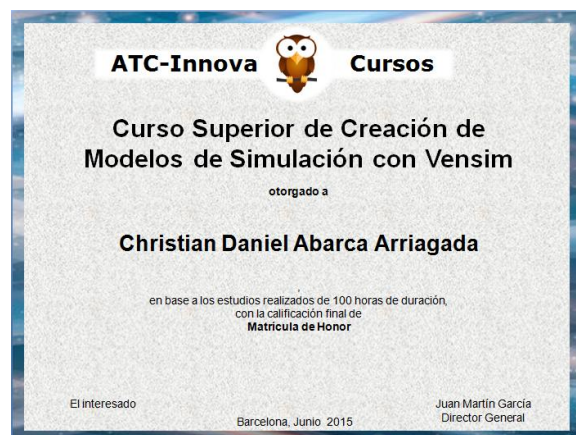 ATC-Innova Cursos
Curso Superior de Creación de
Modelos de Simulación con Vensim
otorgado a
Christian Daniel Abarca Arriagada
,
en base a los estudios realizados de 100 horas de duración,
con la calificación final de
Matrícula de Honor
El interesado
Juan Martín García
Director General
Barcelona, Junio 2015